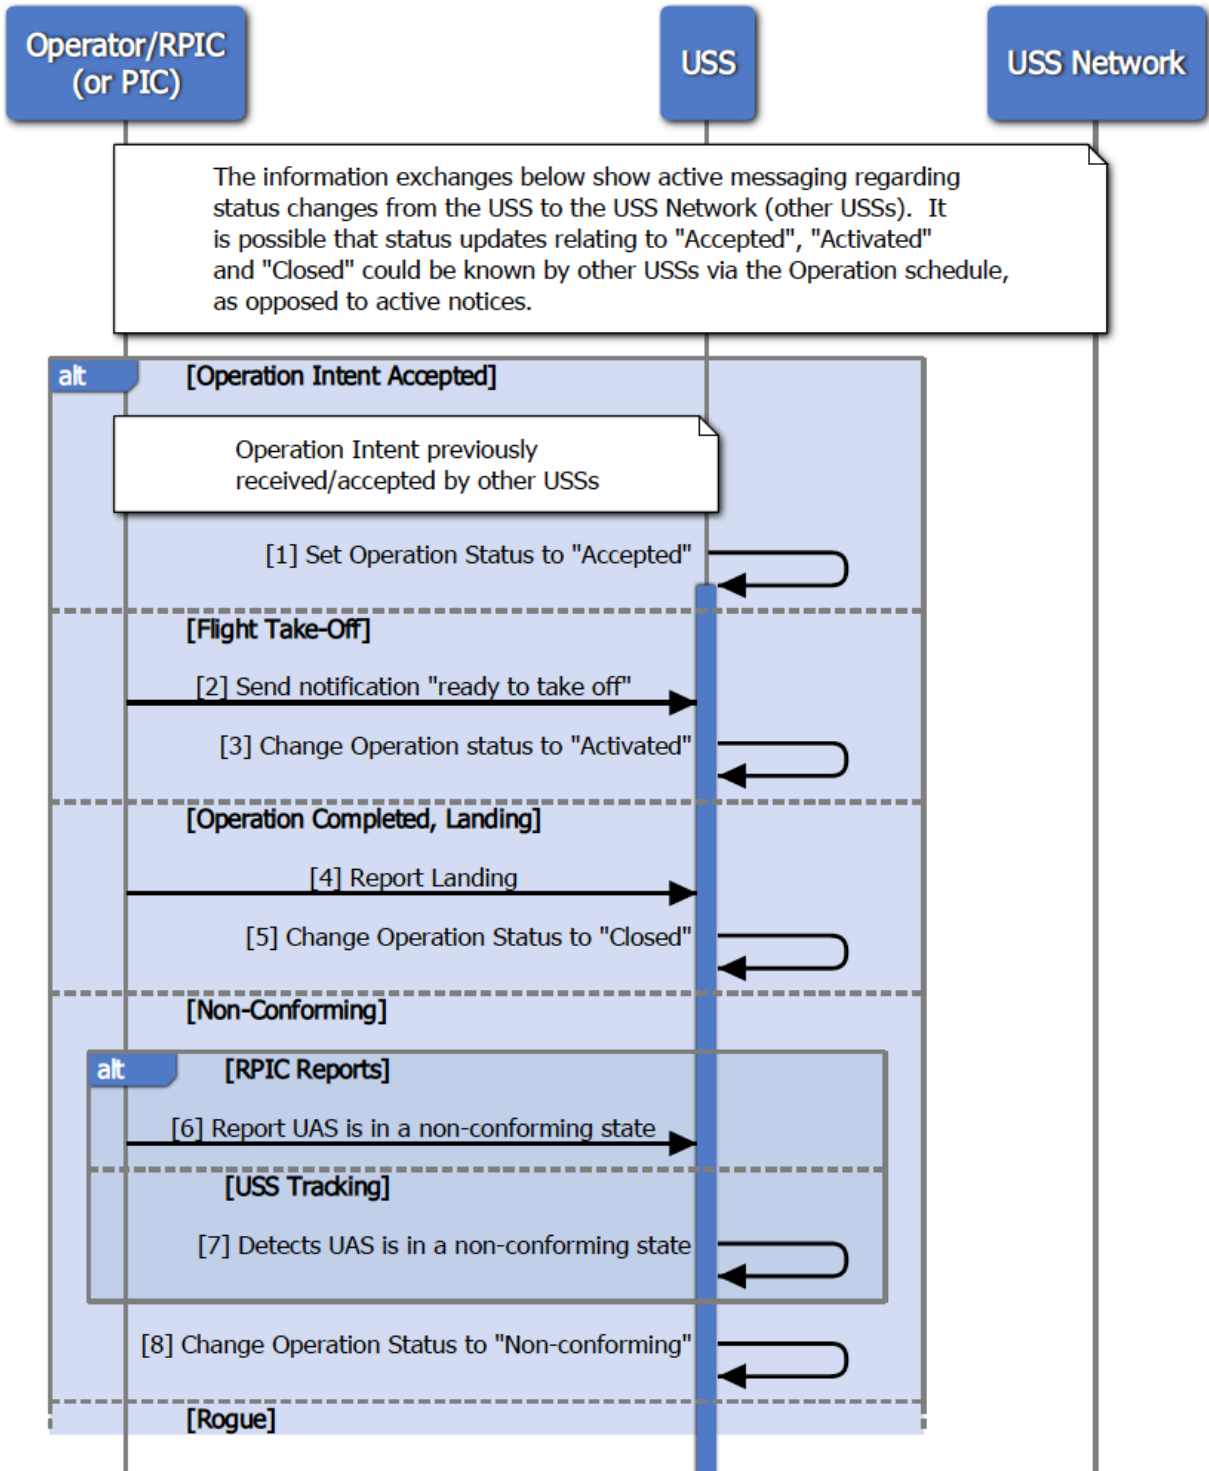 Operator/RPIC
(or PIC)
USS
USS Network
The information exchanges below show active messaging regarding
status changes from the USS to the USS Network (other USSs).  It
is possible that status updates relating to "Accepted", "Activated"
and "Closed" could be known by other USSs via the Operation schedule,
as opposed to active notices.
alt
[Operation Intent Accepted]
Operation Intent previously
received/accepted by other USSs
[1] Set Operation Status to "Accepted"
[Flight Take-Off]
[2] Send notification "ready to take off"
[3] Change Operation status to "Activated"
[Operation Completed, Landing]
[4] Report Landing
[5] Change Operation Status to "Closed"
[Non-Conforming]
alt
[RPIC Reports]
[6] Report UAS is in a non-conforming state
[USS Tracking]
[7] Detects UAS is in a non-conforming state
[8] Change Operation Status to "Non-conforming"
[Rogue]